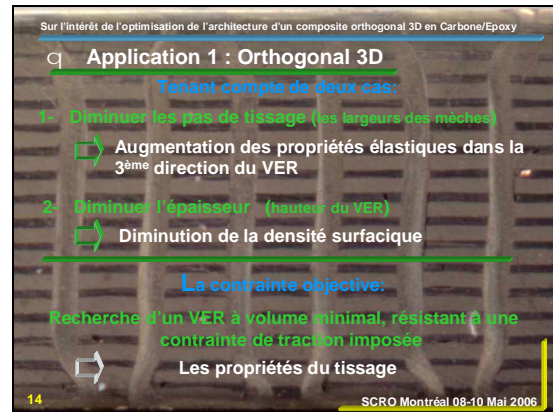 Sur l'intérêt de l'optimisation de l'architecture d'un composite orthogonal 3D en Carbone/Epoxy
q Application 1 : Orthogonal 3D
Tenant compte de deux cas:
1- Diminuer les pas de tissage (les largeurs des mèches)
Augmentation des propriétés élastiques dans la
3ème direction du VER
2- Diminuer l'épaisseur (hauteur du VER)
Diminution de la densité surfacique
La contrainte objective:
Recherche d'un VER à volume minimal, résistant à une
contrainte de traction imposée
Les propriétés du tissage
14
SCRO Montréal 08-10 Mai 2006